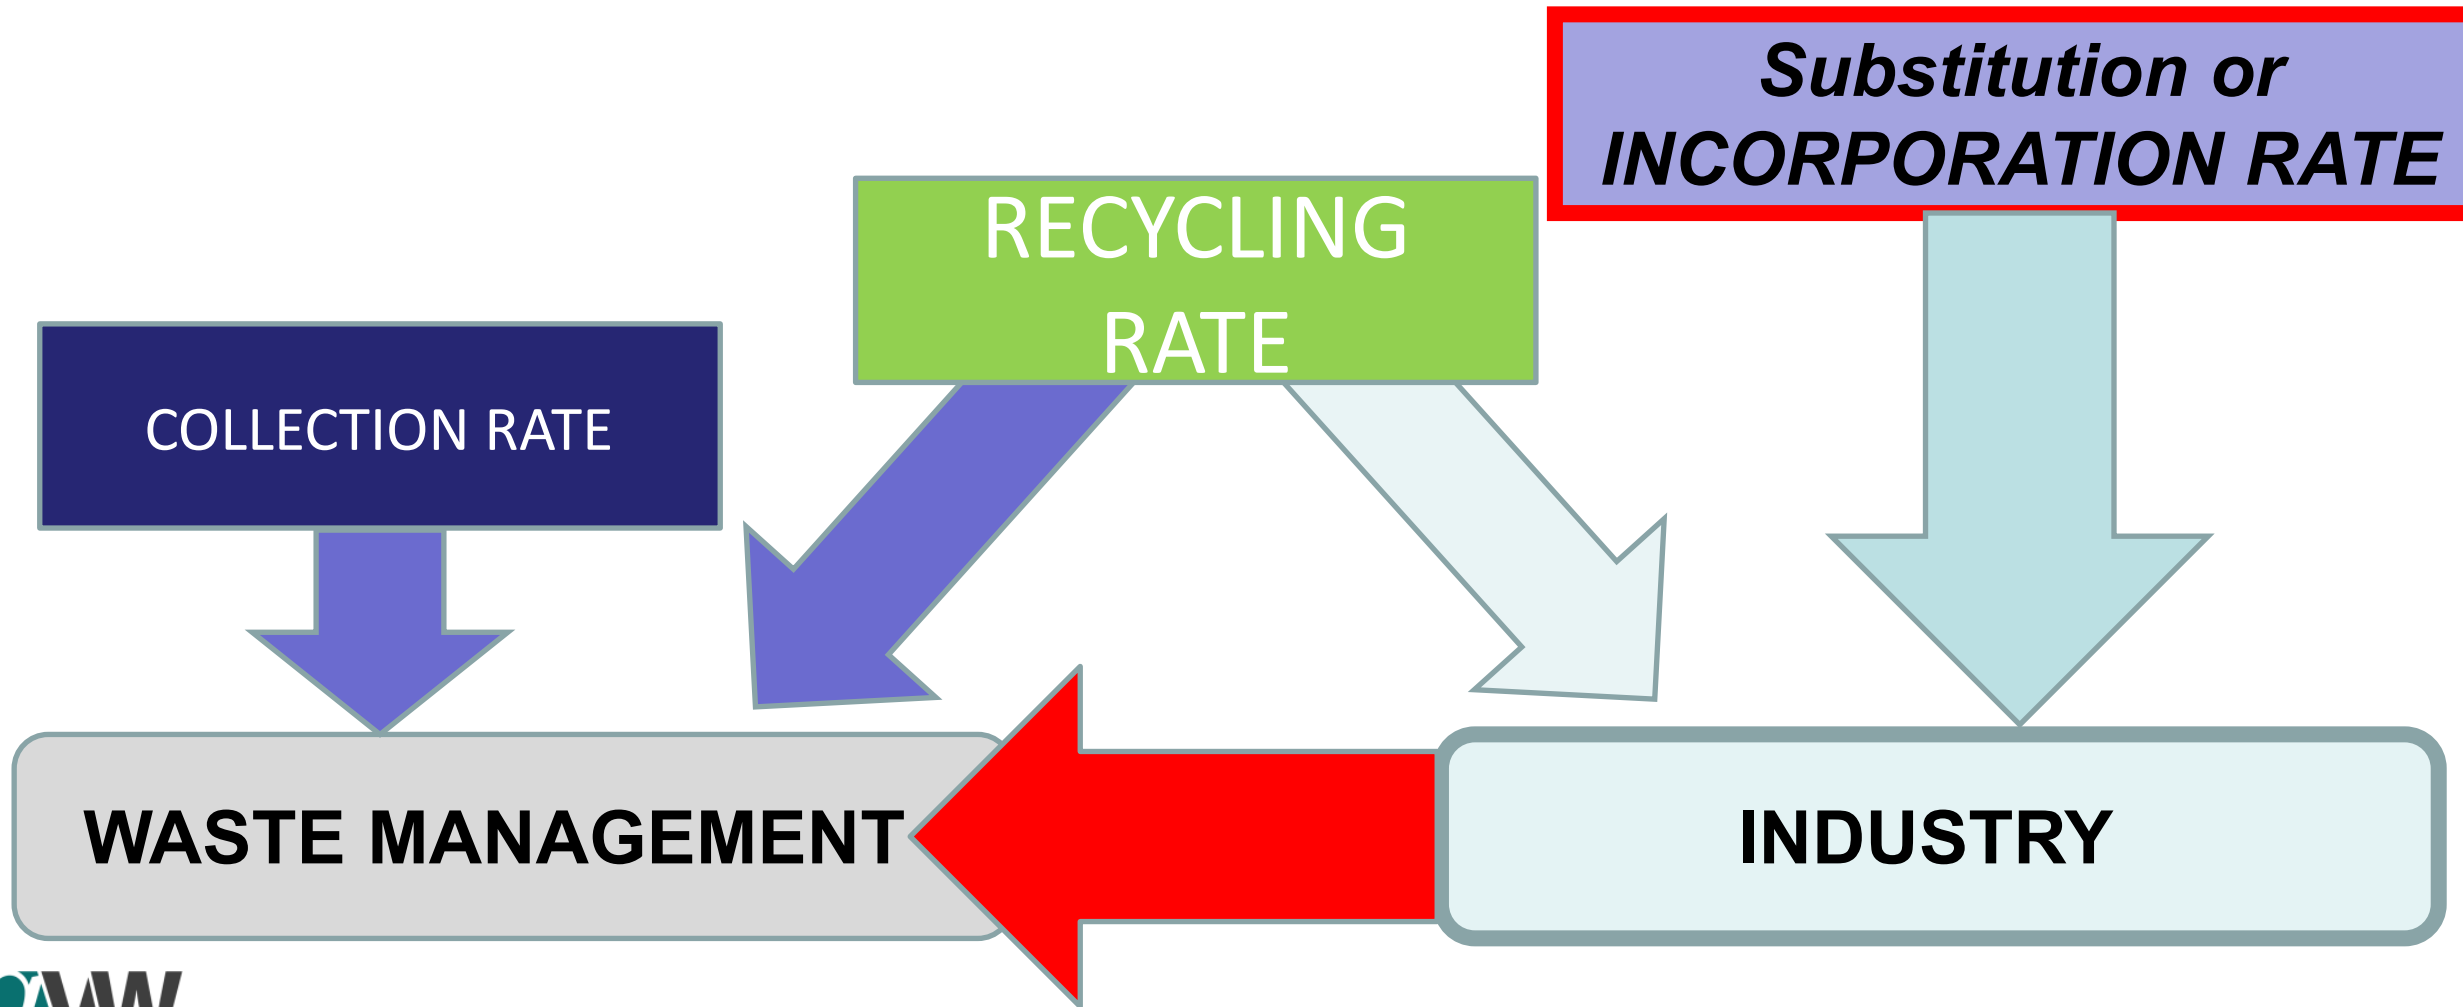 Substitution or
INCORPORATION RATE
RECYCLING
RATE
COLLECTION RATE
WASTE MANAGEMENT
INDUSTRY